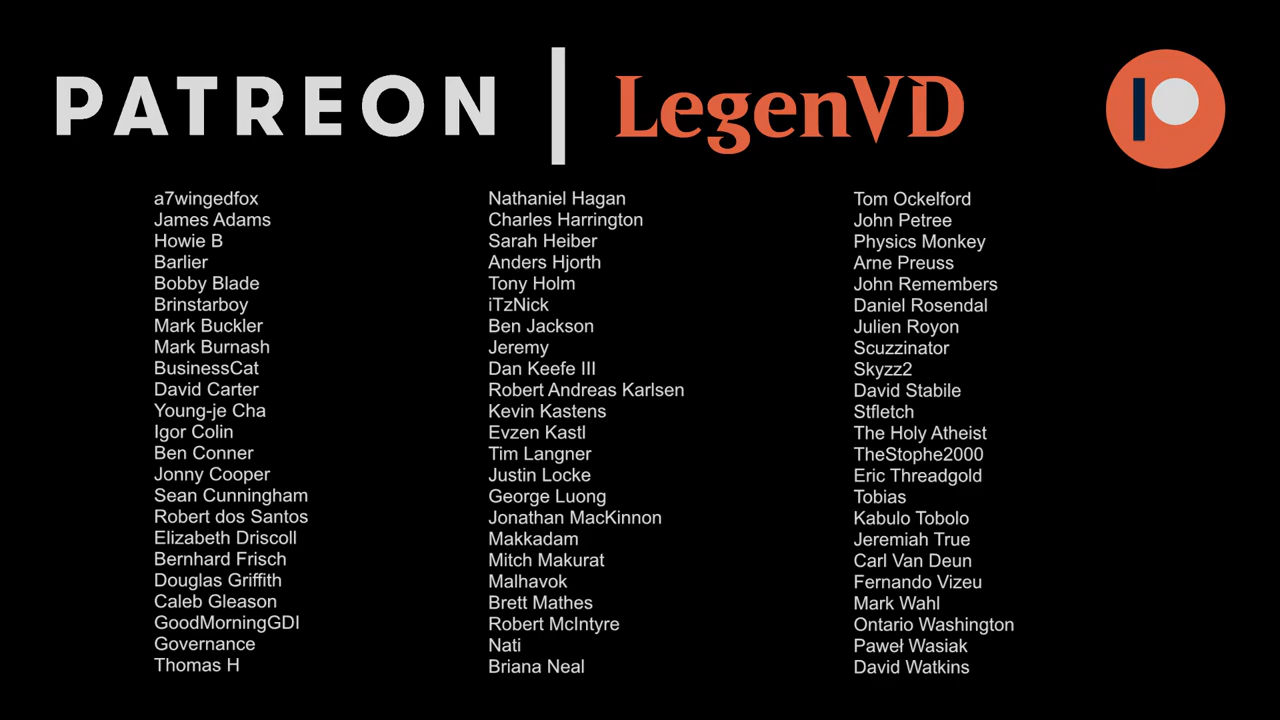 PATREON | LegenVD
a7wingedfox
James Adams
Howie B
Barlier
Bobby Blade
Brinstarboy
Mark Buckler
Mark Burnash
BusinessCat
David Carter
Young-je Cha
Igor Colin
Ben Conner
Jonny Cooper
Sean Cunningham
Robert dos Santos
Elizabeth Driscoll
Bernhard Frisch
Douglas Griffith
Caleb Gleason
GoodMorningGDI
Governance
Thomas H
Nathaniel Hagan
Charles Harrington
Sarah Heiber
Anders Hjorth
Tony Holm
iTzNick
Ben Jackson
Jeremy
Dan Keefe III
Robert Andreas Karlsen
Kevin Kastens
Evzen Kastl
Tim Langner
Justin Locke
George Luong
Jonathan MacKinnon
Makkadam
Mitch Makurat
Malhavok
Brett Mathes
Robert McIntyre
Nati
Briana Neal
Tom Ockelford
John Petree
Physics Monkey
Arne Preuss
John Remembers
Daniel Rosendal
Julien Royon
Scuzzinator
Skyzz2
David Stabile
Stfletch
The Holy Atheist
TheStophe2000
Eric Threadgold
Tobias
Kabulo Tobolo
Jeremiah True
Carl Van Deun
Fernando Vizeu
Mark Wahl
Ontario Washington
Paweł Wasiak
David Watkins